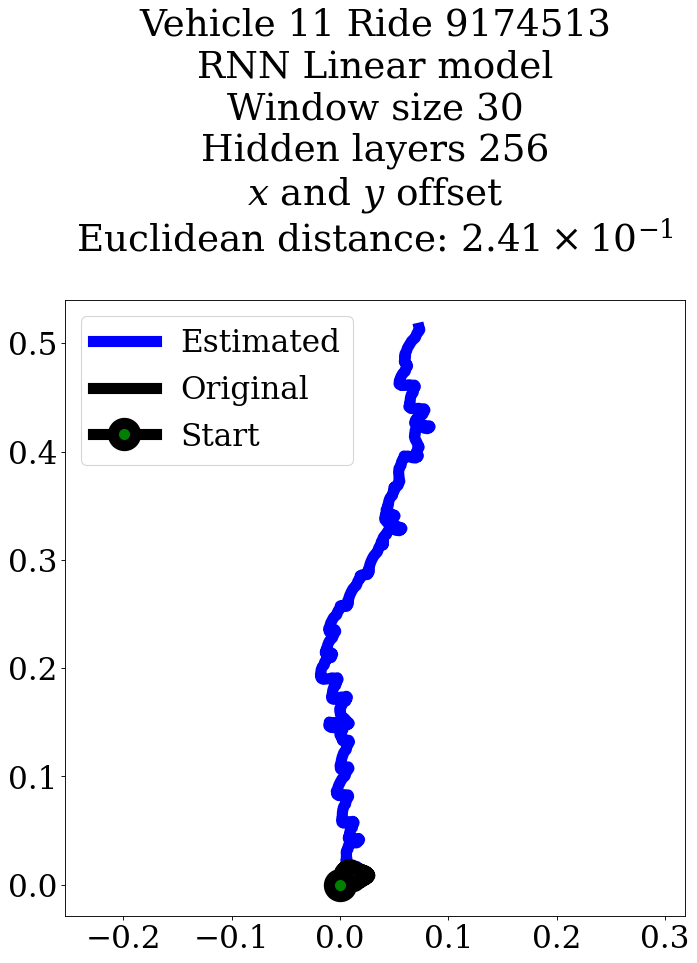 Vehicle 11 Ride 9174513
RNN Linear model
Window size 30
Hidden layers 256
x and y offset
Euclidean distance: 2.41 × 10⁻¹
Estimated
Original
Start
0.5
0.4
0.3
0.2
0.1
0.0
−0.2
−0.1
0.0
0.1
0.2
0.3